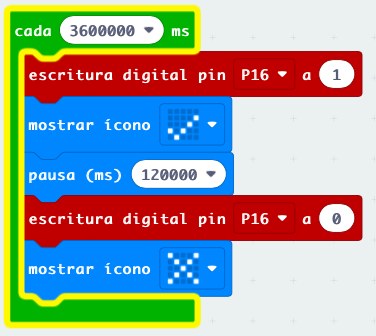 cada 3600000 ms
escritura digital pin P16 a 1
mostrar ícono
pausa (ms) 120000
escritura digital pin P16 a 0
mostrar ícono